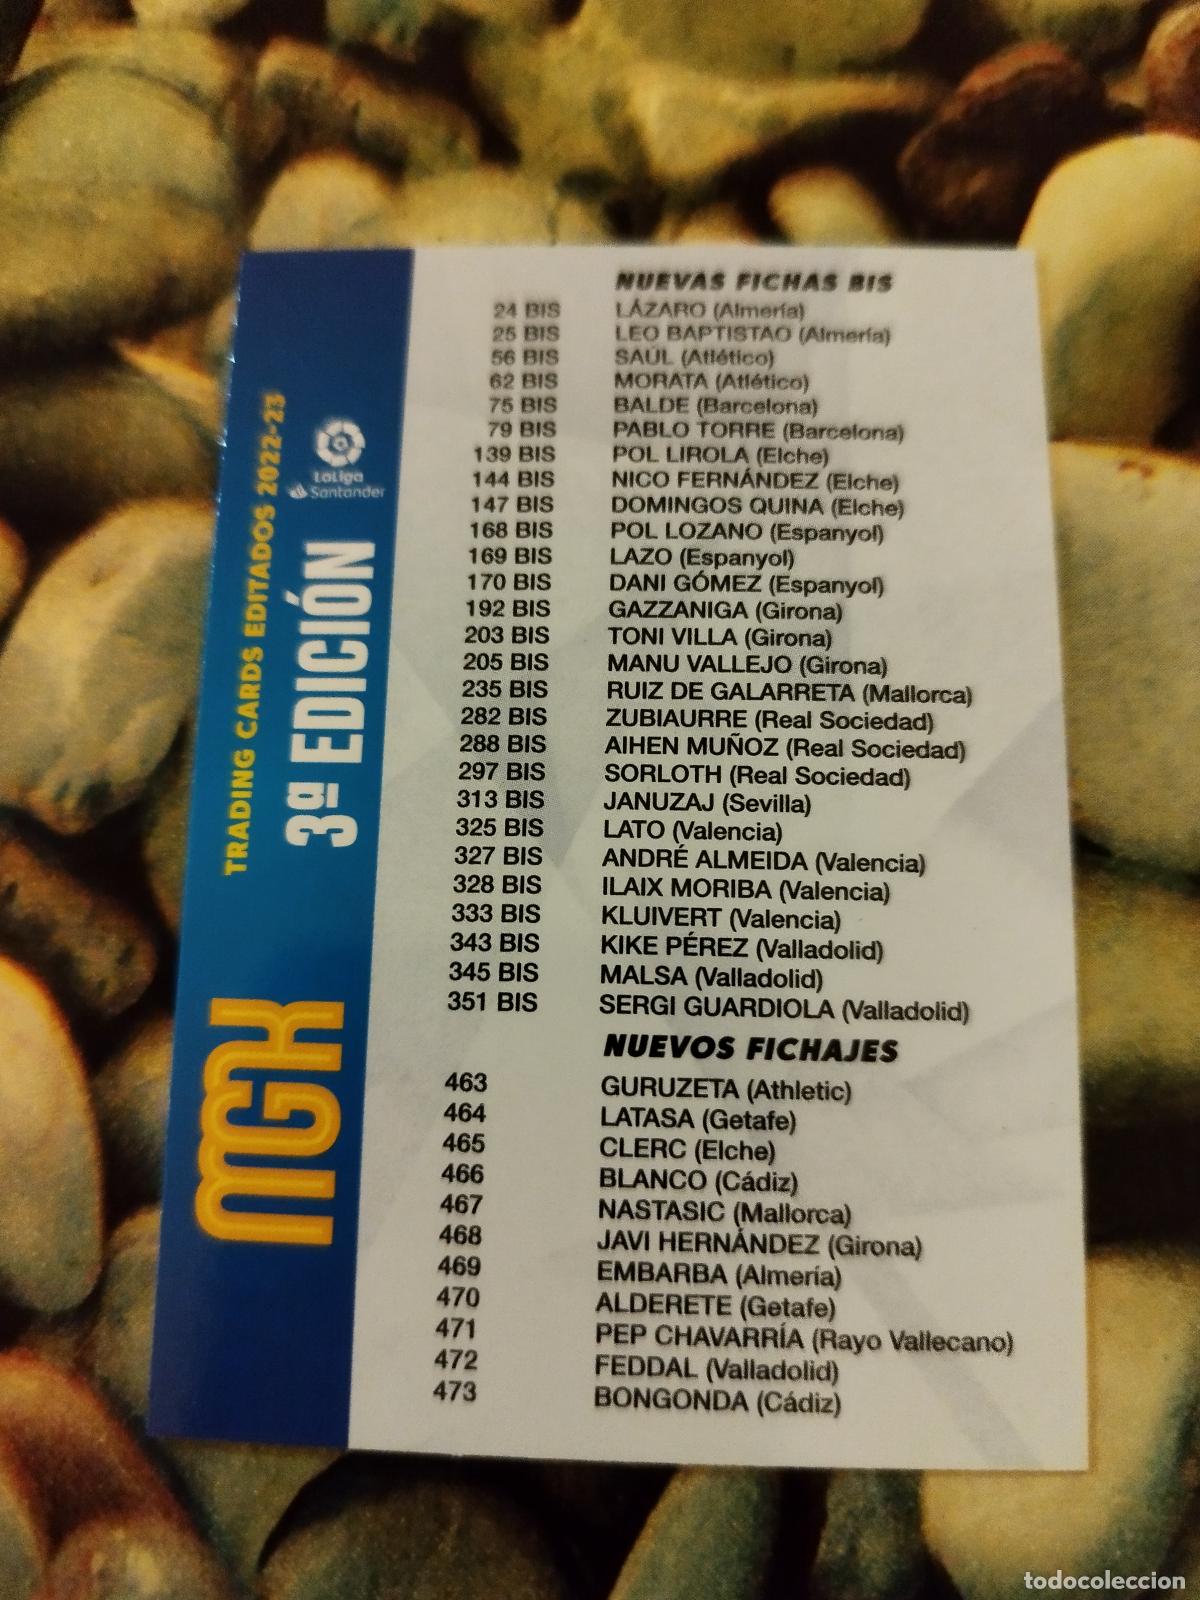 TRADING CARDS EDITADOS 2022-23
3ª EDICIÓN
LaLiga
Santander
MGK
NUEVAS FICHAS BIS
24 BIS LÁZARO (Almería)
25 BIS LEO BAPTISTAO (Almería)
56 BIS SAÚL (Atlético)
62 BIS MORATA (Atlético)
75 BIS BALDE (Barcelona)
79 BIS PABLO TORRE (Barcelona)
139 BIS POL LIROLA (Elche)
144 BIS NICO FERNÁNDEZ (Elche)
147 BIS DOMINGOS QUINA (Elche)
168 BIS POL LOZANO (Espanyol)
169 BIS LAZO (Espanyol)
170 BIS DANI GÓMEZ (Espanyol)
192 BIS GAZZANIGA (Girona)
203 BIS TONI VILLA (Girona)
205 BIS MANU VALLEJO (Girona)
235 BIS RUIZ DE GALARRETA (Mallorca)
282 BIS ZUBIAURRE (Real Sociedad)
288 BIS AIHEN MUÑOZ (Real Sociedad)
297 BIS SORLOTH (Real Sociedad)
313 BIS JANUZAJ (Sevilla)
325 BIS LATO (Valencia)
327 BIS ANDRÉ ALMEIDA (Valencia)
328 BIS ILAIX MORIBA (Valencia)
333 BIS KLUIVERT (Valencia)
343 BIS KIKE PÉREZ (Valladolid)
345 BIS MALSA (Valladolid)
351 BIS SERGI GUARDIOLA (Valladolid)
NUEVOS FICHAJES
463 GURUZETA (Athletic)
464 LATASA (Getafe)
465 CLERC (Elche)
466 BLANCO (Cádiz)
467 NASTASIC (Mallorca)
468 JAVI HERNÁNDEZ (Girona)
469 EMBARBA (Almería)
470 ALDERETE (Getafe)
471 PEP CHAVARRÍA (Rayo Vallecano)
472 FEDDAL (Valladolid)
473 BONGONDA (Cádiz)
todocoleccion